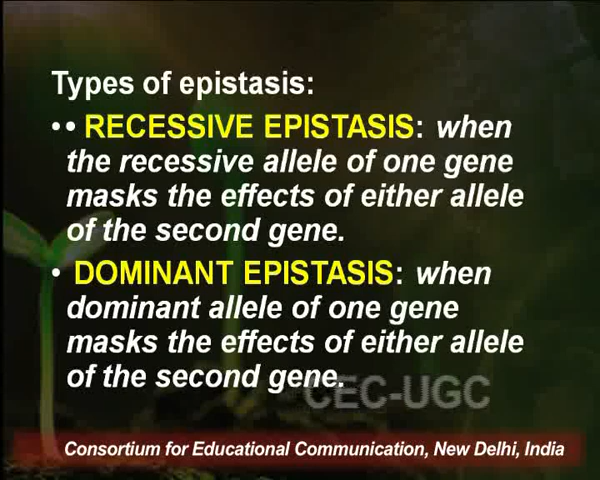 Types of epistasis:
•• RECESSIVE EPISTASIS: when
the recessive allele of one gene
masks the effects of either allele
of the second gene.
• DOMINANT EPISTASIS: when
dominant allele of one gene
masks the effects of either allele
of the second gene.
CEC-UGC
Consortium for Educational Communication, New Delhi, India